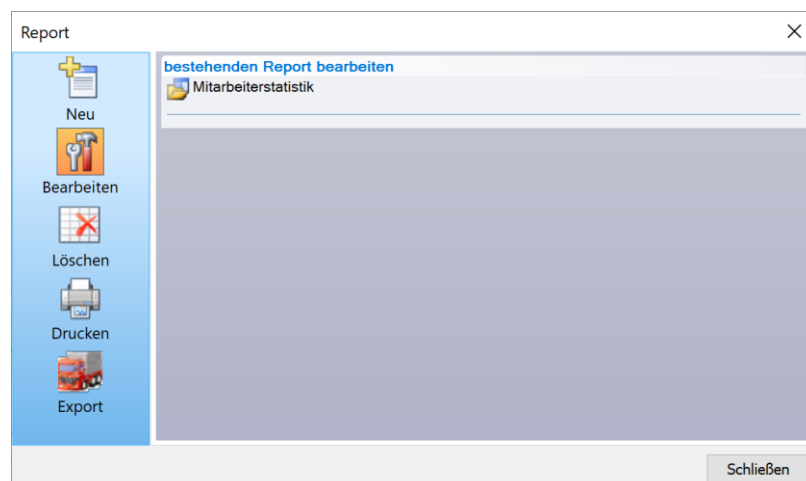 Report
bestehenden Report bearbeiten
Mitarbeiterstatistik
Neu
Bearbeiten
Löschen
Drucken
Export
Schließen